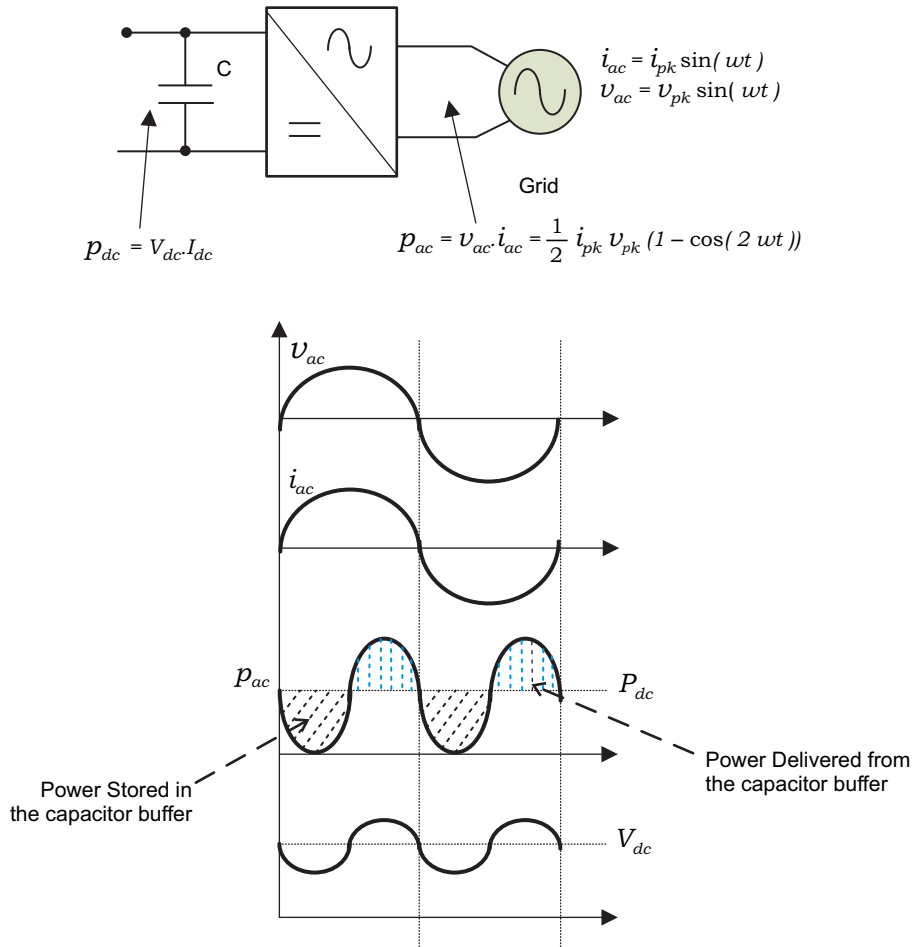 C
i_ac = i_pk sin( wt )
v_ac = v_pk sin( wt )
Grid
p_dc = V_dc.I_dc
p_ac = v_ac.i_ac = 1/2 i_pk v_pk (1 – cos( 2 wt ))
v_ac
i_ac
p_ac
P_dc
Power Stored in
the capacitor buffer
Power Delivered from
the capacitor buffer
V_dc